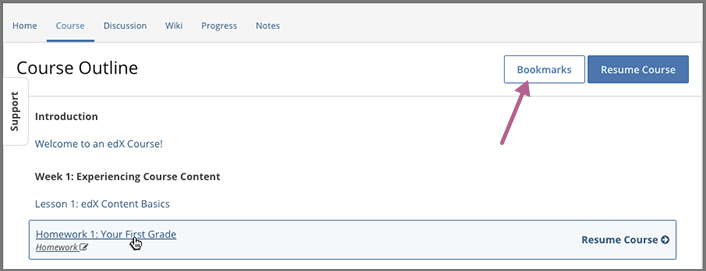 Home Course Discussion Wiki Progress Notes
Course Outline
Bookmarks Resume Course
Support
Introduction
Welcome to an edX Course!
Week 1: Experiencing Course Content
Lesson 1: edX Content Basics
Homework 1: Your First Grade
Homework
Resume Course